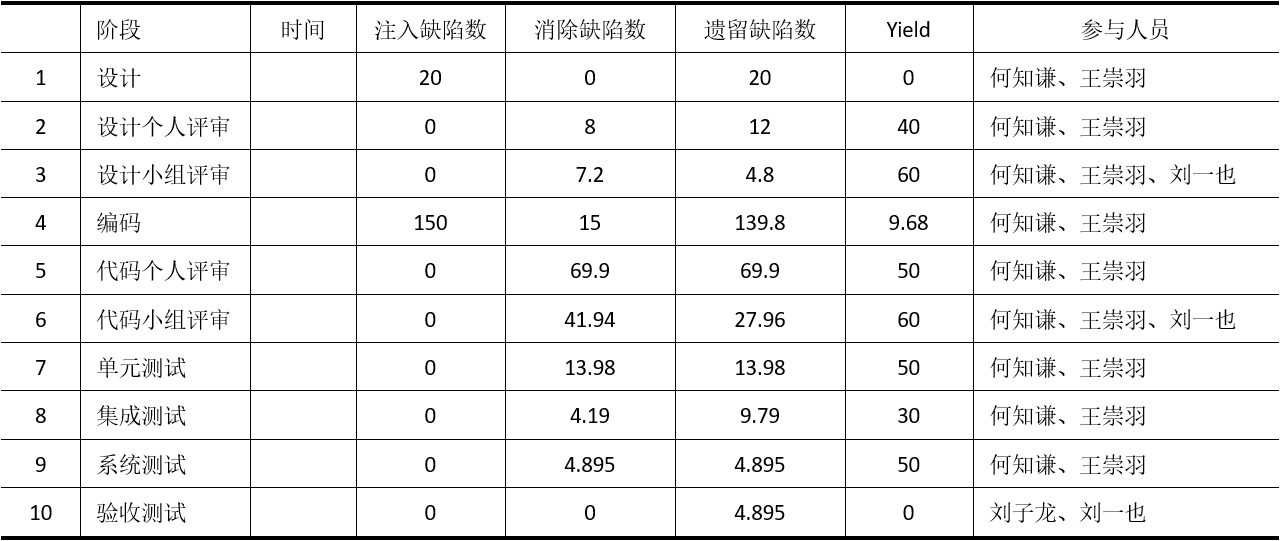 阶段 时间 注入缺陷数 消除缺陷数 遗留缺陷数 Yield 参与人员
1 设计 20 0 20 0 何知谦、王崇羽
2 设计个人评审 0 8 12 40 何知谦、王崇羽
3 设计小组评审 0 7.2 4.8 60 何知谦、王崇羽、刘一也
4 编码 150 15 139.8 9.68 何知谦、王崇羽
5 代码个人评审 0 69.9 69.9 50 何知谦、王崇羽
6 代码小组评审 0 41.94 27.96 60 何知谦、王崇羽、刘一也
7 单元测试 0 13.98 13.98 50 何知谦、王崇羽
8 集成测试 0 4.19 9.79 30 何知谦、王崇羽
9 系统测试 0 4.895 4.895 50 何知谦、王崇羽
10 验收测试 0 0 4.895 0 刘子龙、刘一也